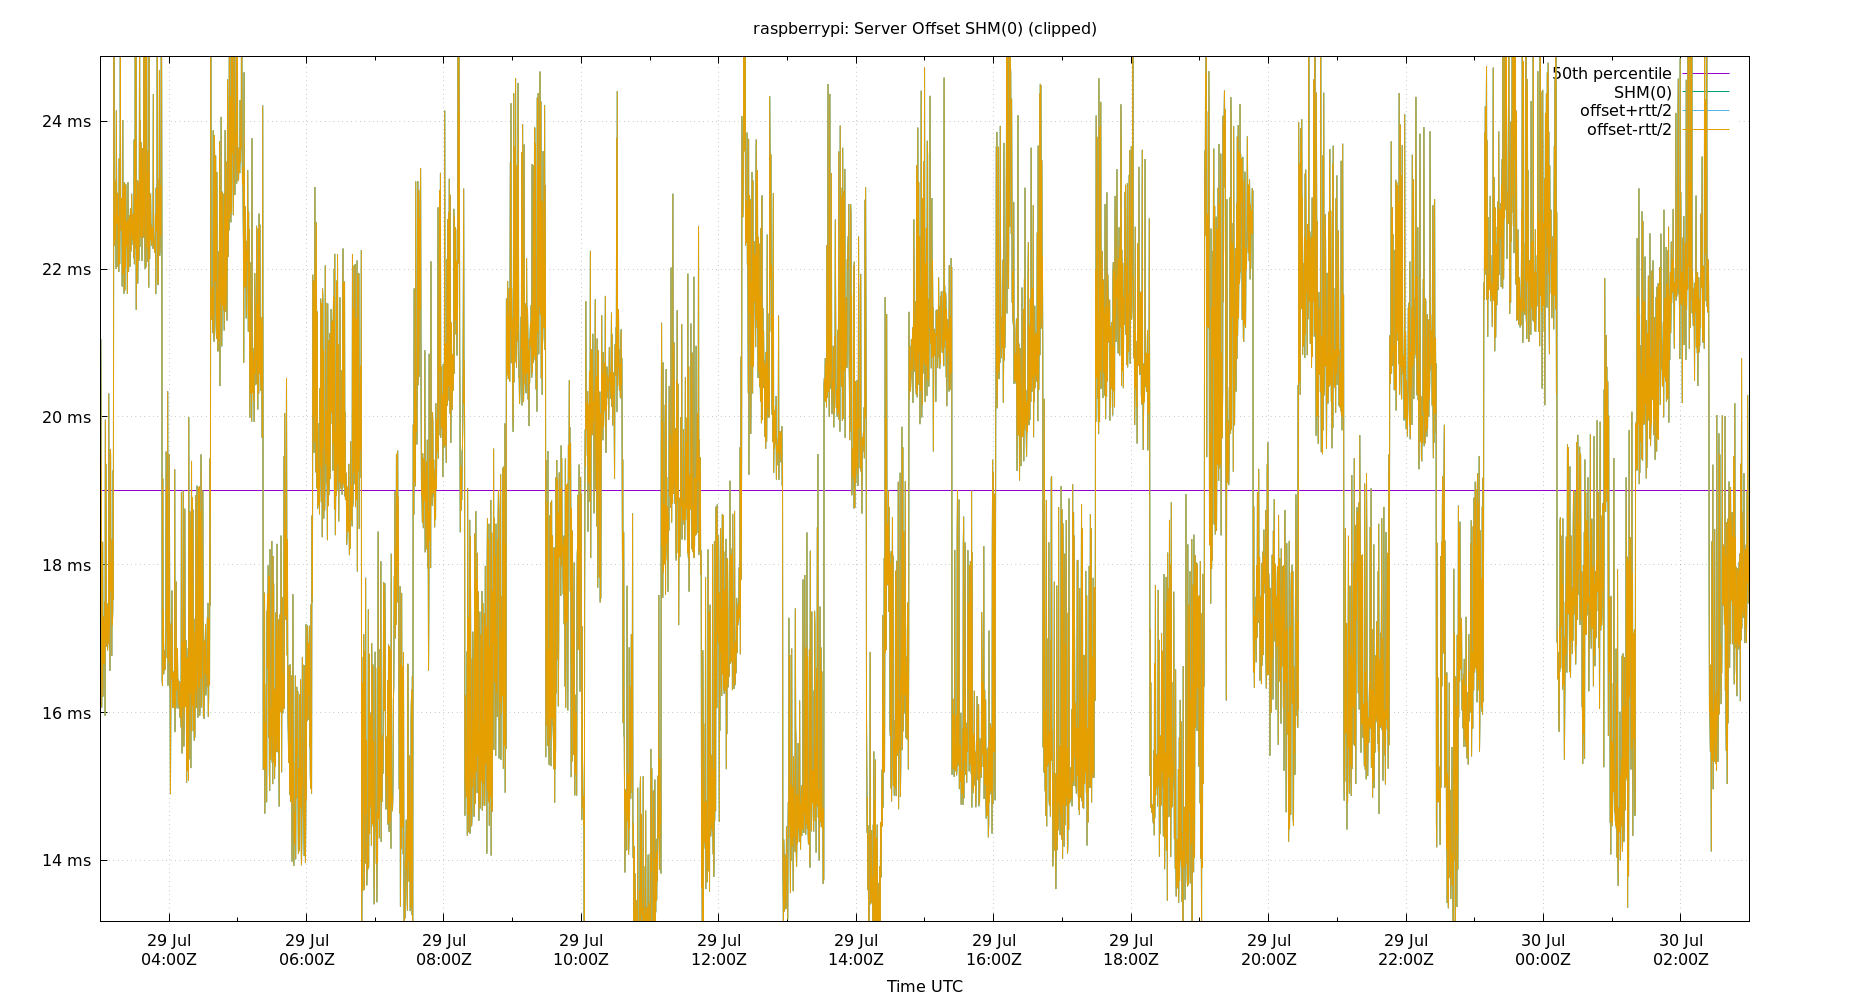 raspberrypi: Server Offset SHM(0) (clipped)
50th percentile
SHM(0)
offset+rtt/2
offset-rtt/2
24 ms
22 ms
20 ms
18 ms
16 ms
14 ms
29 Jul 29 Jul 29 Jul 29 Jul 29 Jul 29 Jul 29 Jul 29 Jul 29 Jul 29 Jul 30 Jul 30 Jul
04:00Z 06:00Z 08:00Z 10:00Z 12:00Z 14:00Z 16:00Z 18:00Z 20:00Z 22:00Z 00:00Z 02:00Z
Time UTC